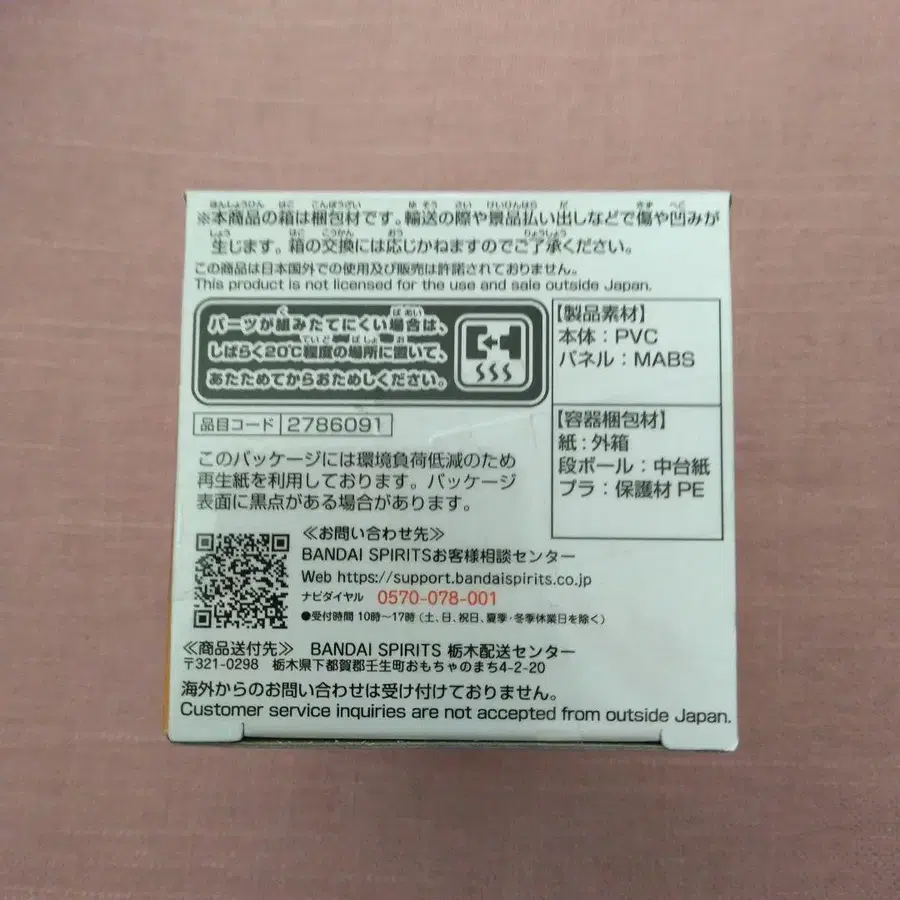 ※本商品の箱は梱包材です。輸送の際や景品払い出しなどで傷や凹みが
生じます。箱の交換には応じかねますのでご了承ください。
この商品は日本国外での使用及び販売は許諾されておりません。
This product is not licensed for the use and sale outside Japan.
パーツが組みたてにくい場合は、
しばらく20℃程度の場所に置いて、
あたためてからおためしください。
【製品素材】
本体：PVC
パネル：MABS
品目コード 2786091
【容器梱包材】
紙：外箱
段ボール：中台紙
プラ：保護材 PE
このパッケージには環境負荷低減のため
再生紙を利用しております。パッケージ
表面に黒点がある場合があります。
≪お問い合わせ先≫
BANDAI SPIRITSお客様相談センター
Web https://support.bandaispirits.co.jp
ナビダイヤル 0570-078-001
●受付時間 10時〜17時（土、日、祝日、夏季・冬季休業日を除く）
≪商品送付先≫ BANDAI SPIRITS 栃木配送センター
〒321-0298 栃木県下都賀郡壬生町おもちゃのまち4-2-20
海外からのお問い合わせは受け付けておりません。
Customer service inquiries are not accepted from outside Japan.